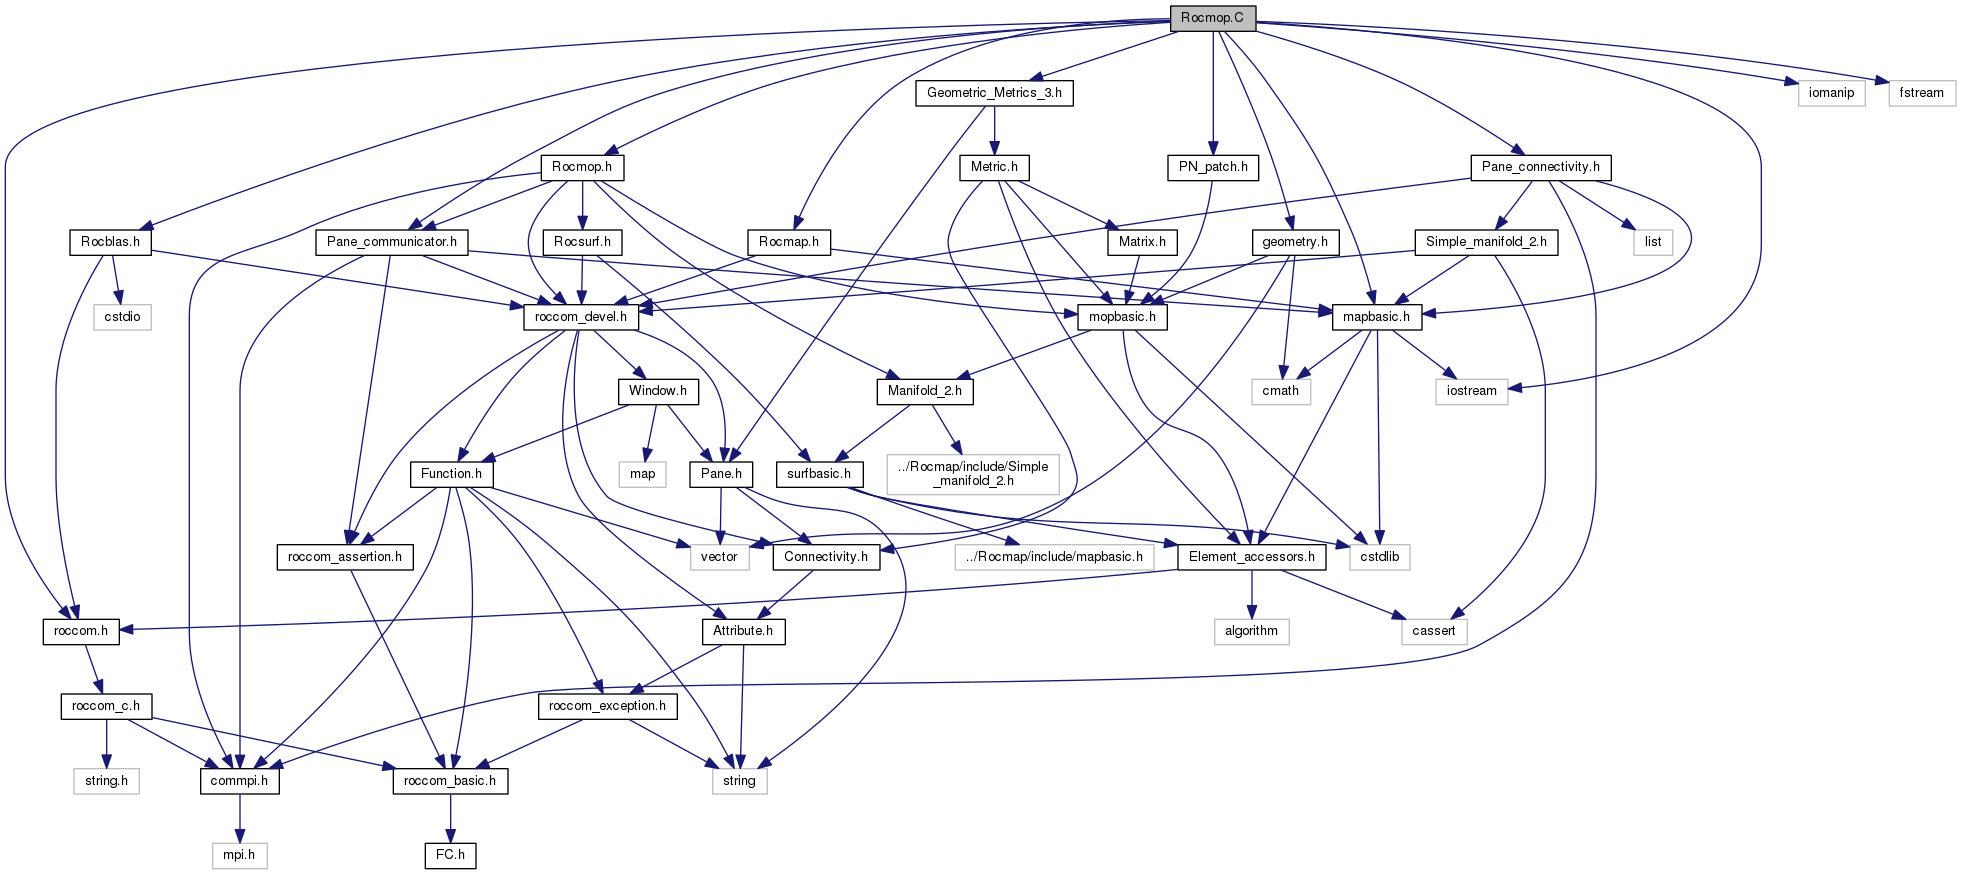 Rocmop.C
Geometric_Metrics_3.h
iomanip
fstream
Rocmop.h
Metric.h
PN_patch.h
Pane_connectivity.h
Rocblas.h
Pane_communicator.h
Rocsurf.h
Rocmap.h
Matrix.h
geometry.h
Simple_manifold_2.h
list
cstdio
roccom_devel.h
mopbasic.h
mapbasic.h
Window.h
Manifold_2.h
cmath
iostream
Function.h
map
Pane.h
surfbasic.h
../Rocmap/include/Simple
_manifold_2.h
roccom_assertion.h
vector
Connectivity.h
../Rocmap/include/mapbasic.h
Element_accessors.h
cstdlib
roccom.h
Attribute.h
algorithm
cassert
roccom_c.h
roccom_exception.h
string.h
commpi.h
roccom_basic.h
string
mpi.h
FC.h